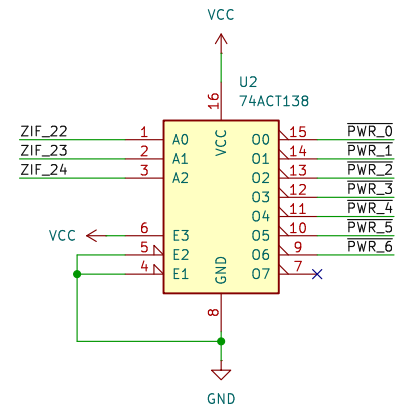 VCC
U2
74ACT138
16
VCC
ZIF_22 1 A0 O0 15 PWR_0
ZIF_23 2 A1 O1 14 PWR_1
ZIF_24 3 A2 O2 13 PWR_2
O3 12 PWR_3
O4 11 PWR_4
VCC 6 E3 O5 10 PWR_5
5 E2 O6 9 PWR_6
4 E1 O7 7
GND
8
GND